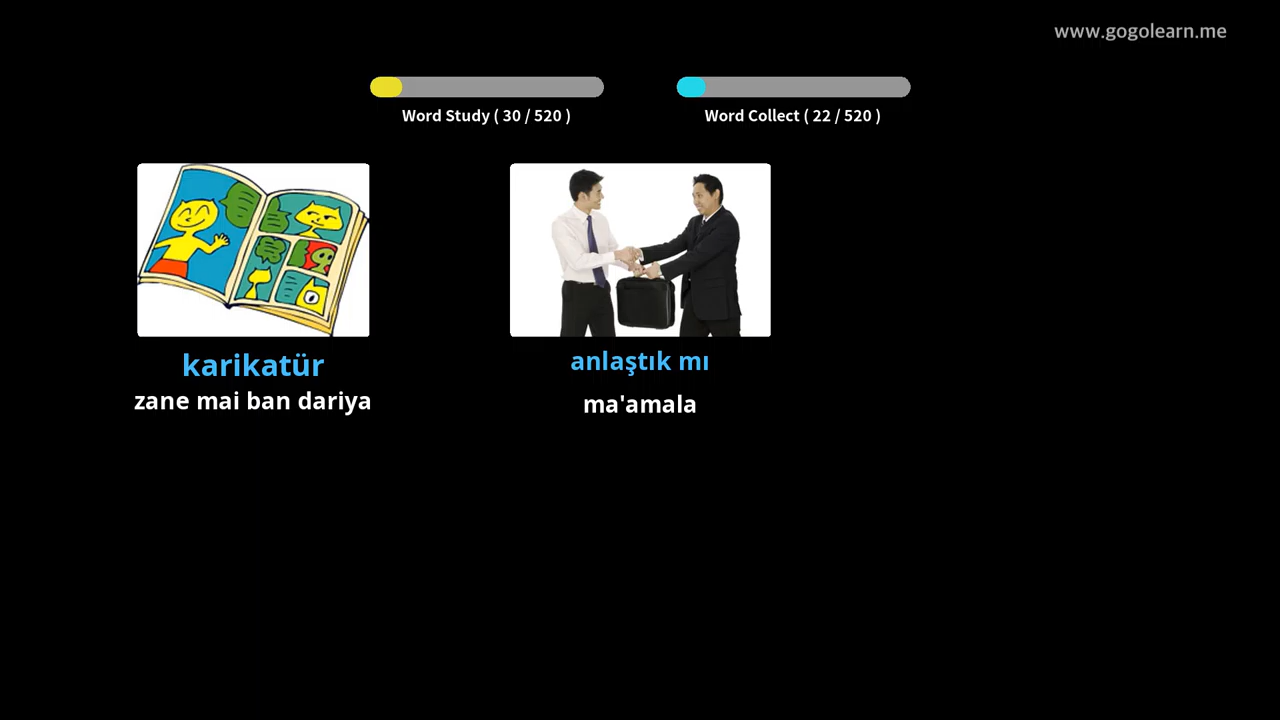 www.gogolearn.me
Word Study ( 30 / 520 )
Word Collect ( 22 / 520 )
karikatür
zane mai ban dariya
anlaştık mı
ma'amala